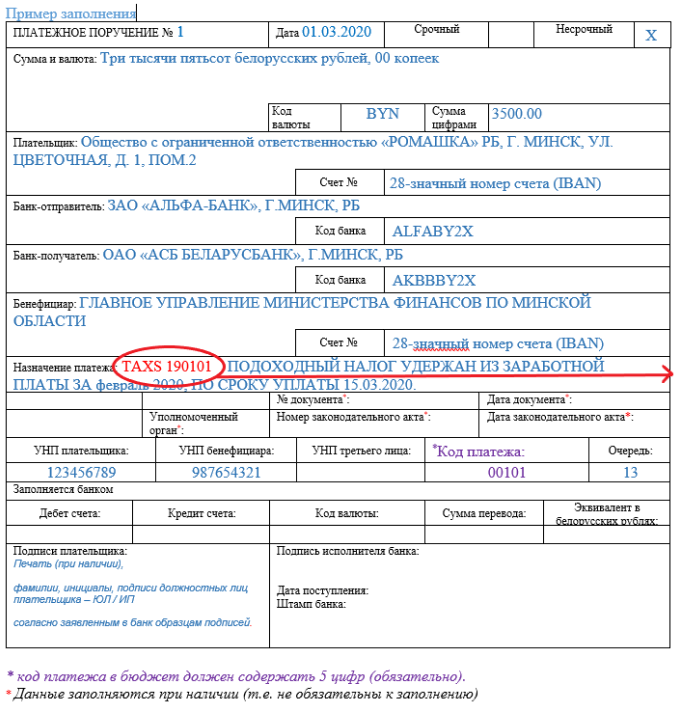 Пример заполнения
ПЛАТЕЖНОЕ ПОРУЧЕНИЕ № 1 Дата 01.03.2020 Срочный Несрочный X
Сумма и валюта: Три тысячи пятьсот белорусских рублей, 00 копеек
Код валюты BYN Сумма цифрами 3500.00
Плательщик: Общество с ограниченной ответственностью «РОМАШКА» РБ, Г. МИНСК, УЛ.
ЦВЕТОЧНАЯ, Д. 1, ПОМ.2
Счет № 28-значный номер счета (IBAN)
Банк-отправитель: ЗАО «АЛЬФА-БАНК», Г.МИНСК, РБ
Код банка ALFABY2X
Банк-получатель: ОАО «АСБ БЕЛАРУСБАНК», Г.МИНСК, РБ
Код банка AKBBBY2X
Бенефициар: ГЛАВНОЕ УПРАВЛЕНИЕ МИНИСТЕРСТВА ФИНАНСОВ ПО МИНСКОЙ
ОБЛАСТИ
Счет № 28-значный номер счета (IBAN)
Назначение платежа: TAXS 190101 ПОДОХОДНЫЙ НАЛОГ УДЕРЖАН ИЗ ЗАРАБОТНОЙ
ПЛАТЫ ЗА февраль 2020, ПО СРОКУ УПЛАТЫ 15.03.2020.
№ документа*: Дата документа*:
Уполномоченный орган*: Номер законодательного акта*: Дата законодательного акта*:
УНП плательщика: УНП бенефициара: УНП третьего лица: *Код платежа: Очередь:
123456789 987654321 00101 13
Заполняется банком
Дебет счета: Кредит счета: Код валюты: Сумма перевода: Эквивалент в белорусских рублях:
Подписи плательщика: Подпись исполнителя банка:
Печать (при наличии),
фамилии, инициалы, подписи должностных лиц
плательщика – ЮЛ / ИП
Дата поступления:
Штамп банка:
согласно заявленным в банк образцам подписей.
* код платежа в бюджет должен содержать 5 цифр (обязательно).
* Данные заполняются при наличии (т.е. не обязательны к заполнению)